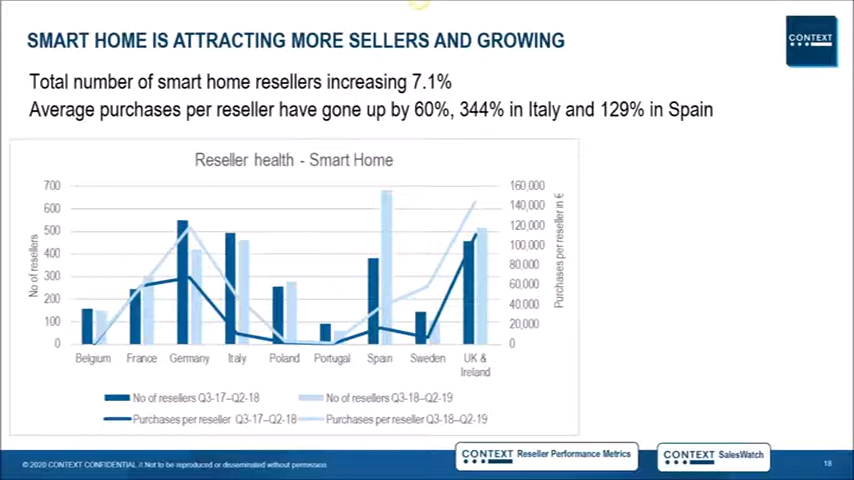 SMART HOME IS ATTRACTING MORE SELLERS AND GROWING
CONTEXT
Total number of smart home resellers increasing 7.1%
Average purchases per reseller have gone up by 60%, 344% in Italy and 129% in Spain
Reseller health - Smart Home
No of resellers
700
600
500
400
300
200
100
0
160,000
140,000
120,000
100,000
80,000
60,000
40,000
20,000
0
Purchases per reseller in €
Belgium France Germany Italy Poland Portugal Spain Sweden UK & Ireland
No of resellers Q3-17–Q2-18 No of resellers Q3-18–Q2-19
Purchases per reseller Q3-17–Q2-18 Purchases per reseller Q3-18–Q2-19
© 2020 CONTEXT CONFIDENTIAL // Not to be reproduced or disseminated without permission
CONTEXT Reseller Performance Metrics
CONTEXT SalesWatch
18